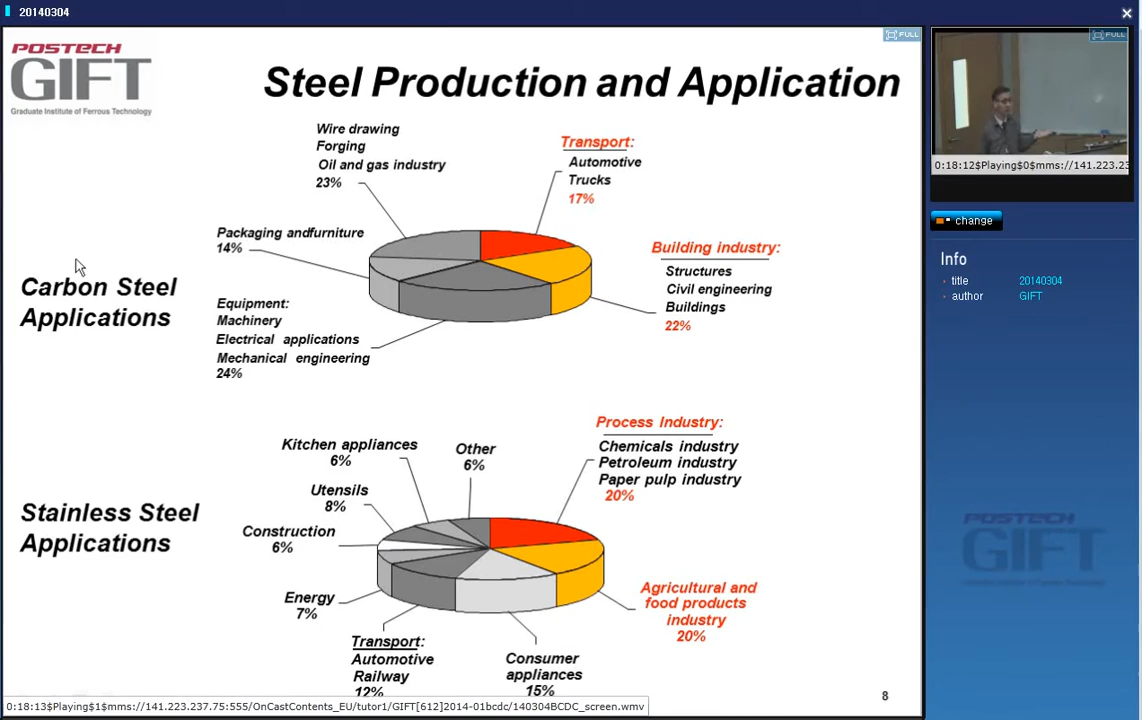 20140304
POSTECH
GIFT
Graduate Institute of Ferrous Technology
Steel Production and Application
FULL
FULL
Wire drawing
Forging
Oil and gas industry
23%
Transport:
Automotive
Trucks
17%
Packaging andfurniture
14%
Building industry:
Structures
Civil engineering
Buildings
22%
Carbon Steel
Applications
Equipment:
Machinery
Electrical applications
Mechanical engineering
24%
Process Industry:
Chemicals industry
Petroleum industry
Paper pulp industry
20%
Kitchen appliances
6%
Other
6%
Utensils
8%
Stainless Steel
Applications
Construction
6%
Energy
7%
Agricultural and
food products
industry
20%
Transport:
Automotive
Railway
12%
Consumer
appliances
15%
8
0:18:13$Playing$1$mms://141.223.237.75:555/OnCastContents_EU/tutor1/GIFT[612]2014-01bcdc/140304BCDC_screen.wmv
0:18:12$Playing$0$mms://141.223.23
change
Info
title 20140304
author GIFT
POSTECH
GIFT